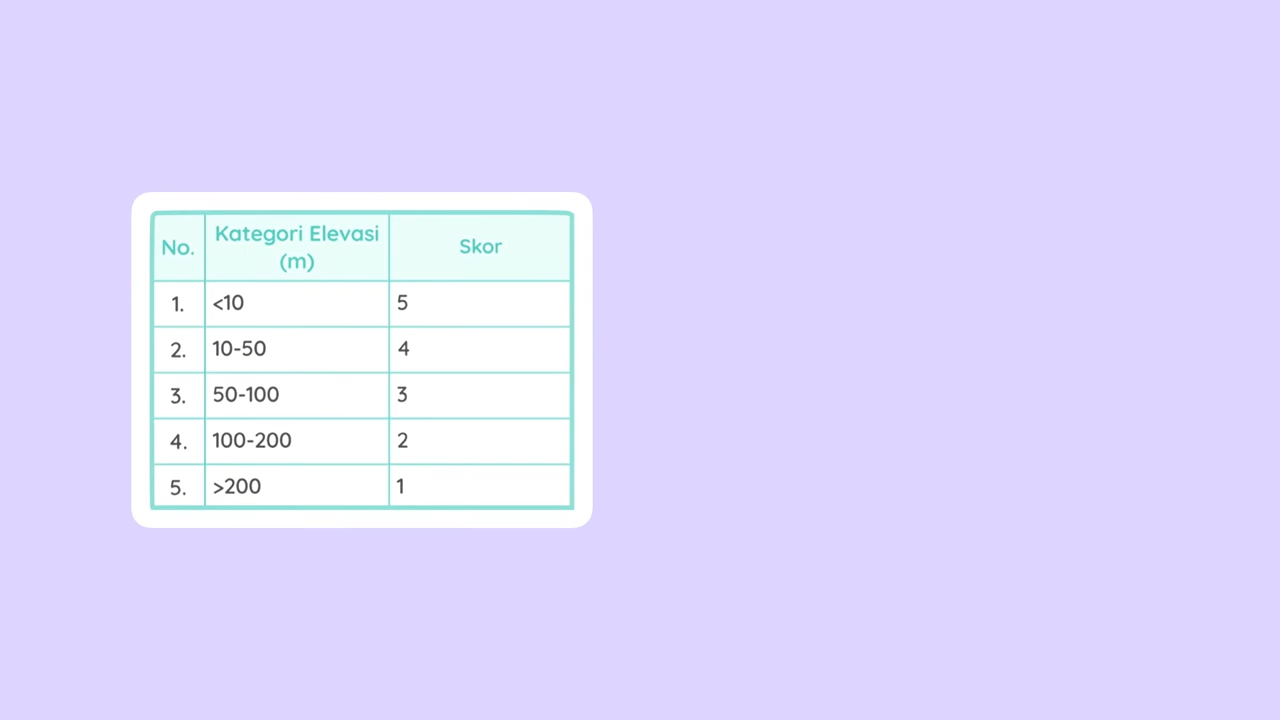 No. Kategori Elevasi (m) Skor
1. <10 5
2. 10-50 4
3. 50-100 3
4. 100-200 2
5. >200 1